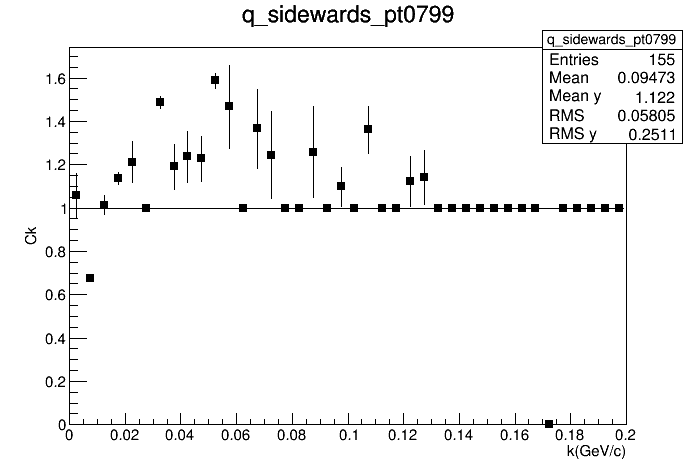 q_sidewards_pt0799
q_sidewards_pt0799
Entries 155
Mean 0.09473
Mean y 1.122
RMS 0.05805
RMS y 0.2511
1.6
1.4
1.2
1
0.8
0.6
0.4
0.2
0
Ck
0 0.02 0.04 0.06 0.08 0.1 0.12 0.14 0.16 0.18 0.2
k(GeV/c)